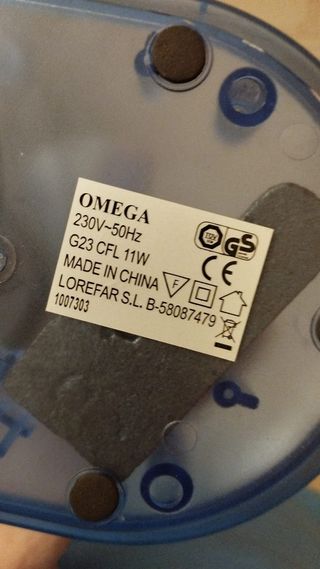 OMEGA
230V~50Hz
G23 CFL 11W
MADE IN CHINA
LOREFAR S.L. B-58087479
1007303
GS
CE
F